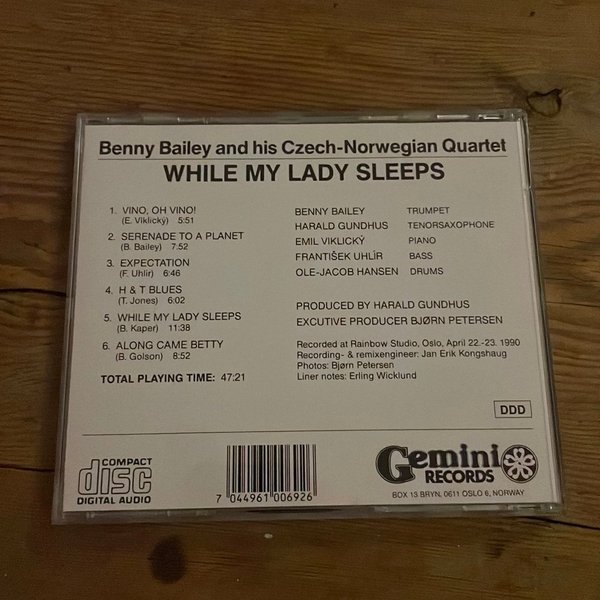 Benny Bailey and his Czech-Norwegian Quartet
WHILE MY LADY SLEEPS
1. VINO, OH VINO!
(E. Viklický) 5:51
2. SERENADE TO A PLANET
(B. Bailey) 7:52
3. EXPECTATION
(F. Uhlír) 6:46
4. H & T BLUES
(T. Jones) 6:02
5. WHILE MY LADY SLEEPS
(B. Kaper) 11:38
6. ALONG CAME BETTY
(B. Golson) 8:52
TOTAL PLAYING TIME: 47:21
BENNY BAILEY TRUMPET
HARALD GUNDHUS TENORSAXOPHONE
EMIL VIKLICKÝ PIANO
FRANTIŠEK UHLÍR BASS
OLE-JACOB HANSEN DRUMS
PRODUCED BY HARALD GUNDHUS
EXCUTIVE PRODUCER BJØRN PETERSEN
Recorded at Rainbow Studio, Oslo, April 22.-23. 1990
Recording- & remixengineer: Jan Erik Kongshaug
Photos: Bjørn Petersen
Liner notes: Erling Wicklund
DDD
COMPACT
disc
DIGITAL AUDIO
7 044961 006926
Gemini
RECORDS
BOX 13 BRYN, 0611 OSLO 6, NORWAY